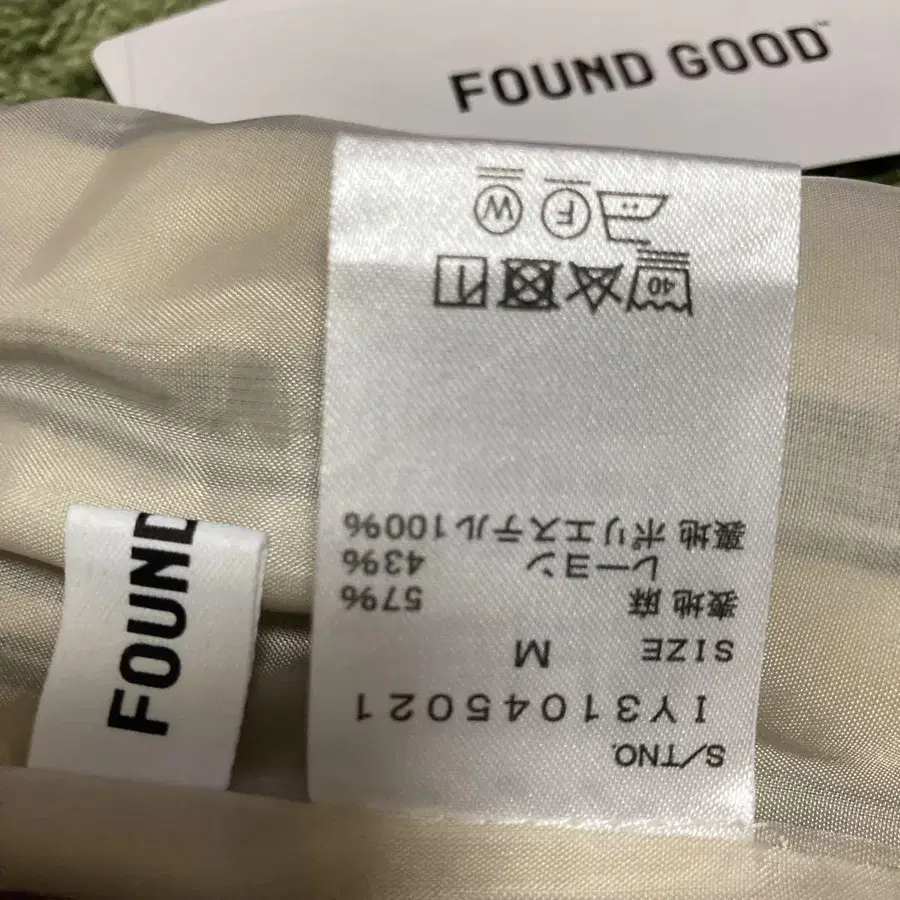 FOUND GOOD™
S/TNO.
IY31045021
SIZE M
表地 麻 57%
レーヨン 43%
裏地 ポリエステル100%
40
F W
FOUND